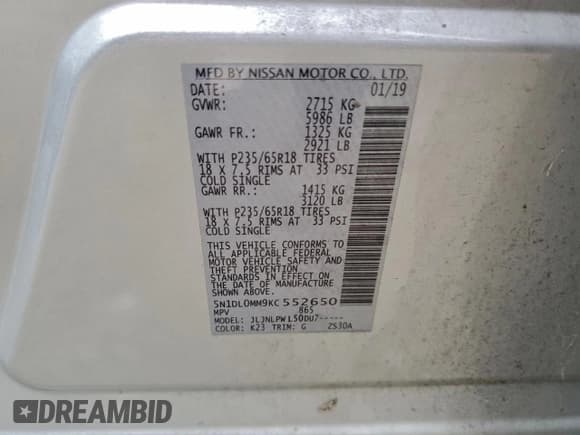 MFD BY NISSAN MOTOR CO., LTD.
DATE: 01/19
GVWR: 2715 KG
5986 LB
GAWR FR.: 1325 KG
2921 LB
WITH P235/65R18 TIRES
18 X 7.5 RIMS AT 33 PSI
COLD SINGLE
GAWR RR.: 1415 KG
3120 LB
WITH P235/65R18 TIRES
18 X 7.5 RIMS AT 33 PSI
COLD SINGLE
THIS VEHICLE CONFORMS TO
ALL APPLICABLE FEDERAL
MOTOR VEHICLE SAFETY AND
THEFT PREVENTION
STANDARDS IN EFFECT ON
THE DATE OF MANUFACTURE
SHOWN ABOVE.
5N1DL0MM9KC552650
MPV 865
MODEL: JLJNLPWL50DU7-----
COLOR: K23 TRIM: G ZS30A
DREAMBID